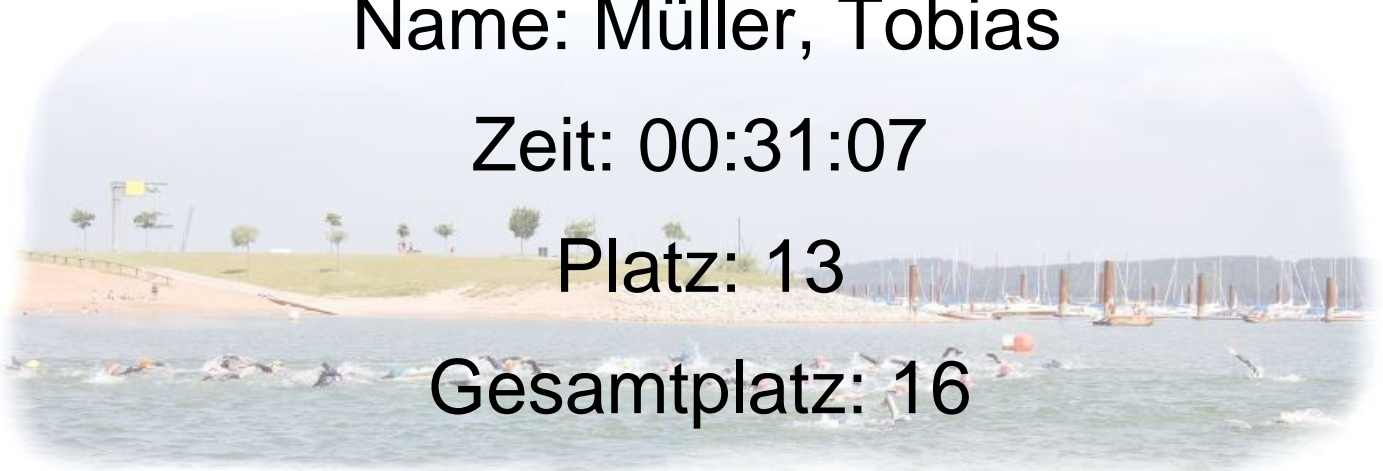 Name: Müller, Tobias
Zeit: 00:31:07
Platz: 13
Gesamtplatz: 16